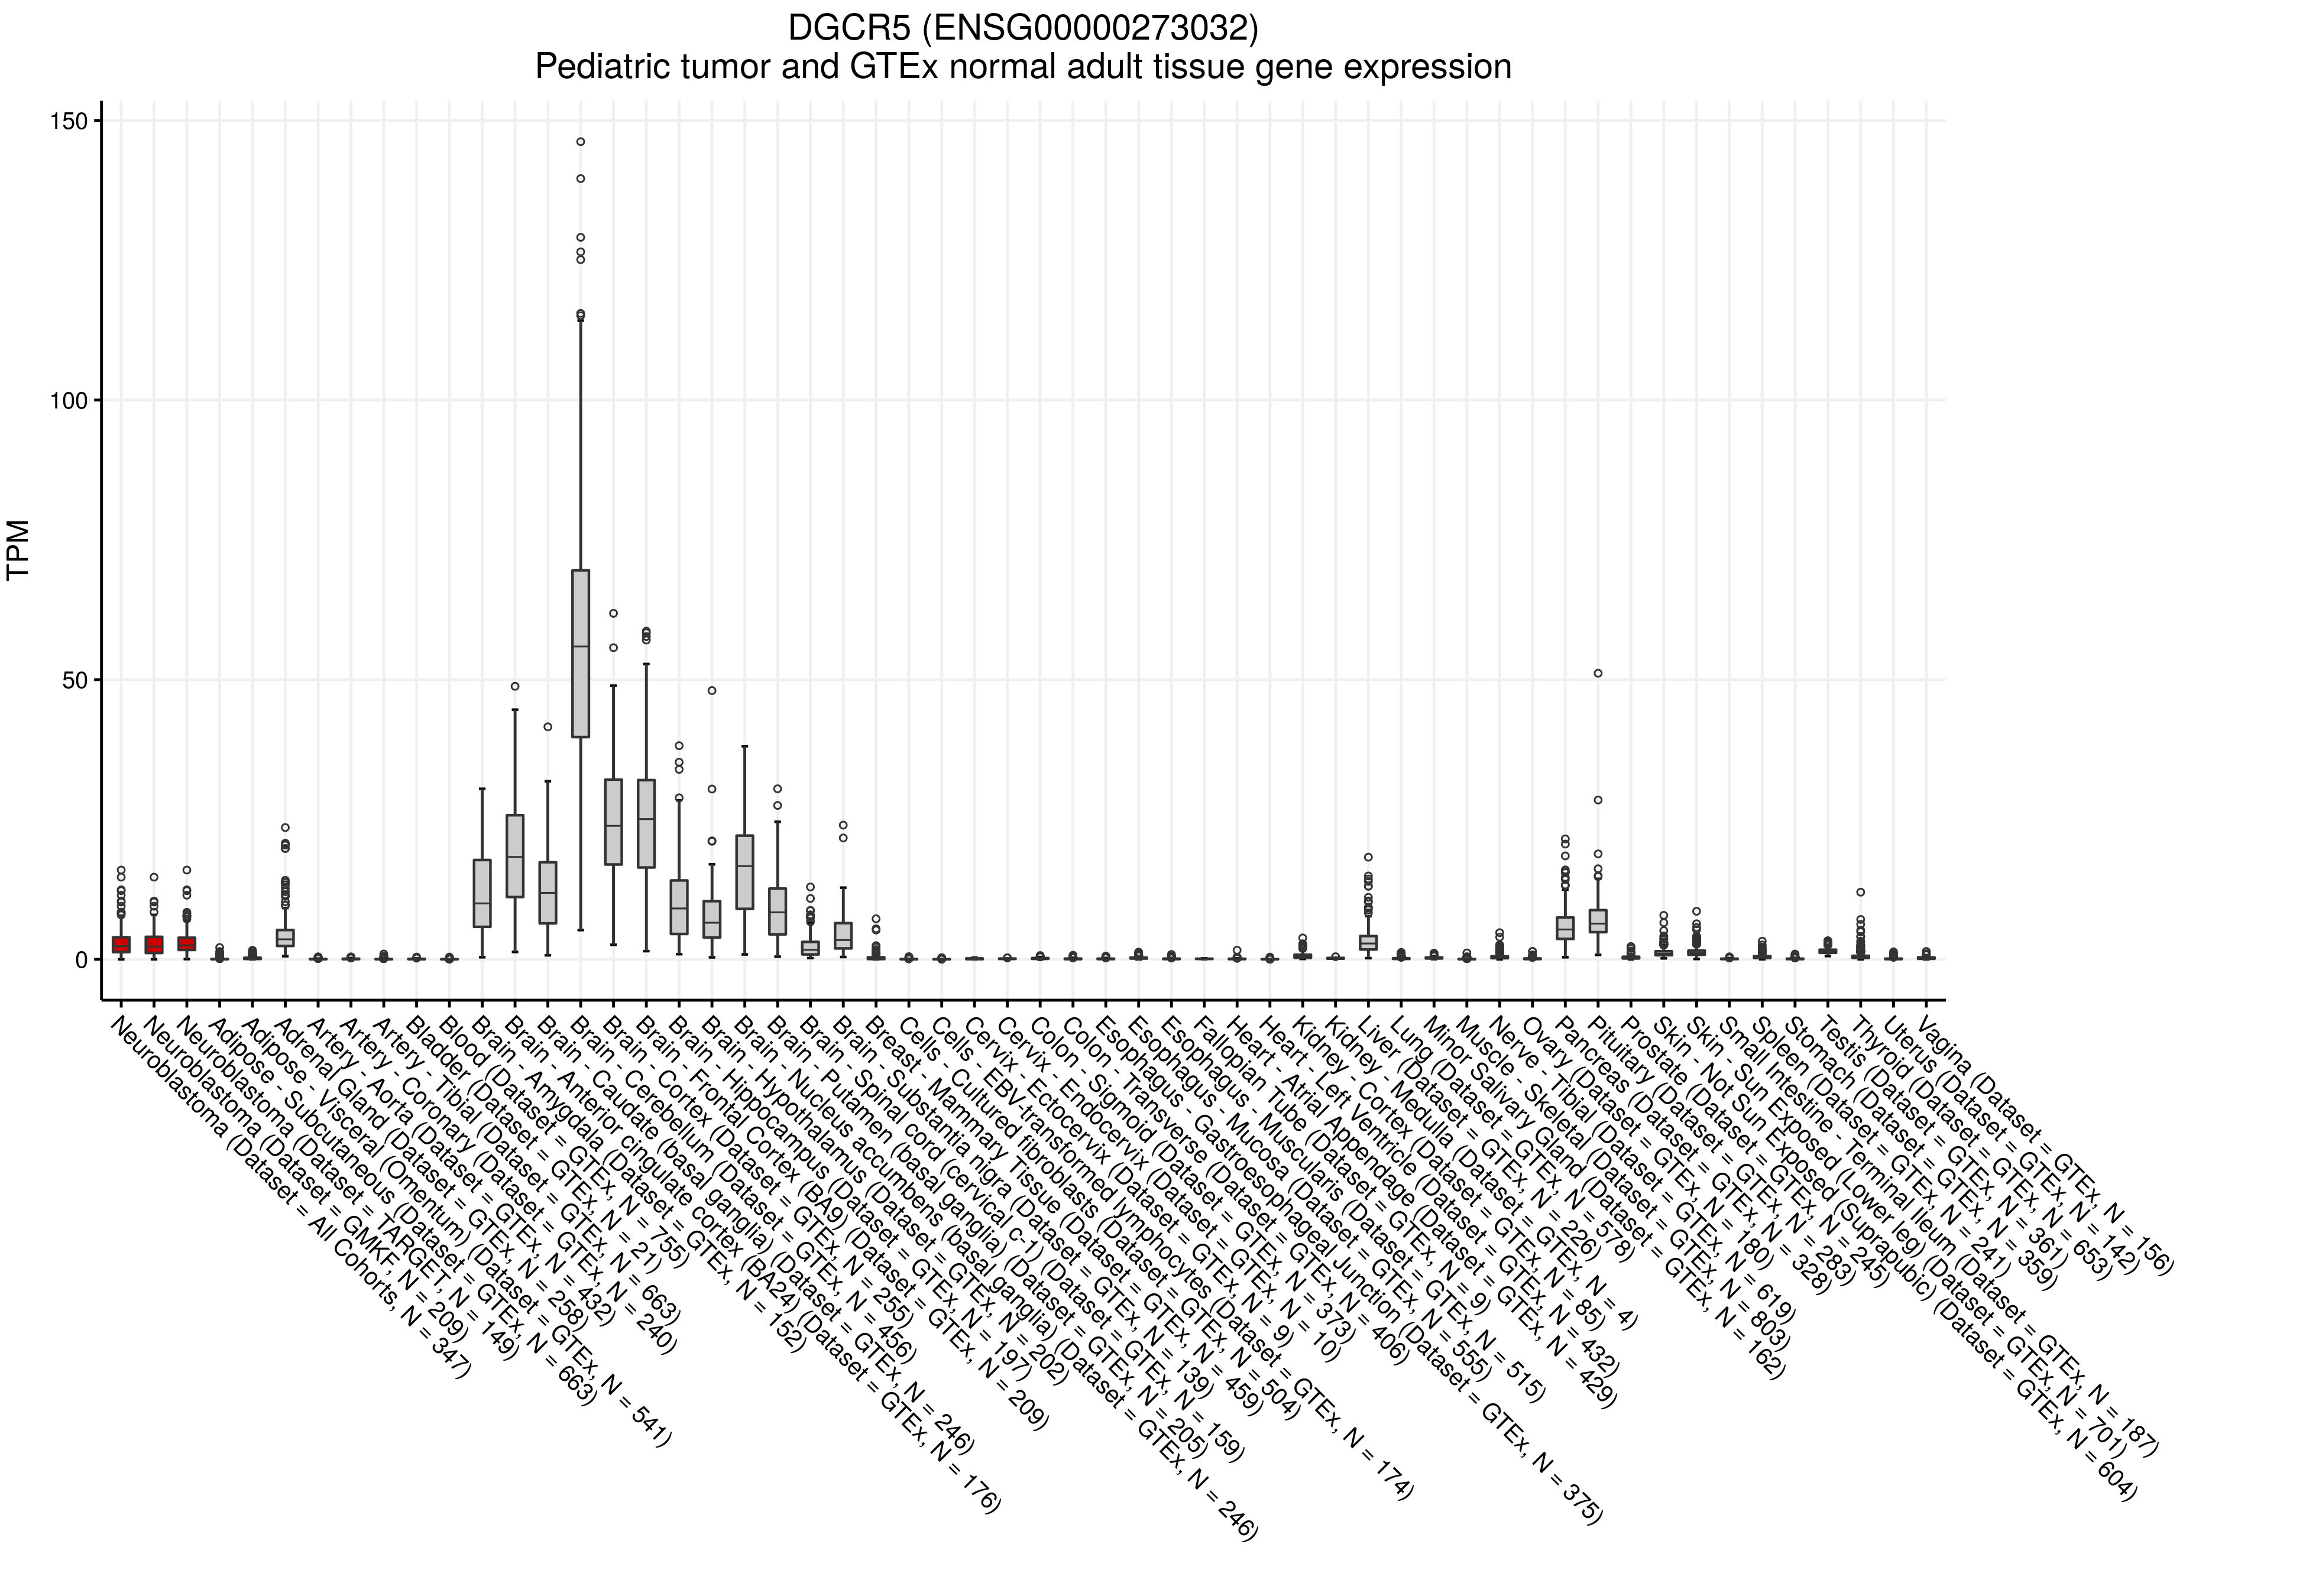 DGCR5 (ENSG00000273032)
Pediatric tumor and GTEx normal adult tissue gene expression
TPM
150
100
50
0
Neuroblastoma (Dataset = All Cohorts, N = 347)
Neuroblastoma (Dataset = GMKF, N = 209)
Neuroblastoma (Dataset = TARGET, N = 149)
Adipose - Subcutaneous (Dataset = GTEx, N = 663)
Adipose - Visceral (Omentum) (Dataset = GTEx, N = 541)
Adrenal Gland (Dataset = GTEx, N = 258)
Artery - Aorta (Dataset = GTEx, N = 432)
Artery - Coronary (Dataset = GTEx, N = 240)
Artery - Tibial (Dataset = GTEx, N = 663)
Bladder (Dataset = GTEx, N = 21)
Blood (Dataset = GTEx, N = 755)
Brain - Amygdala (Dataset = GTEx, N = 152)
Brain - Anterior cingulate cortex (BA24) (Dataset = GTEx, N = 176)
Brain - Caudate (basal ganglia) (Dataset = GTEx, N = 246)
Brain - Cerebellum (Dataset = GTEx, N = 456)
Brain - Cortex (Dataset = GTEx, N = 255)
Brain - Frontal Cortex (BA9) (Dataset = GTEx, N = 209)
Brain - Hippocampus (Dataset = GTEx, N = 197)
Brain - Hypothalamus (Dataset = GTEx, N = 202)
Brain - Nucleus accumbens (basal ganglia) (Dataset = GTEx, N = 246)
Brain - Putamen (basal ganglia) (Dataset = GTEx, N = 205)
Brain - Spinal cord (cervical c-1) (Dataset = GTEx, N = 159)
Brain - Substantia nigra (Dataset = GTEx, N = 139)
Breast - Mammary Tissue (Dataset = GTEx, N = 459)
Cells - Cultured fibroblasts (Dataset = GTEx, N = 504)
Cells - EBV-transformed lymphocytes (Dataset = GTEx, N = 174)
Cervix - Ectocervix (Dataset = GTEx, N = 9)
Cervix - Endocervix (Dataset = GTEx, N = 10)
Colon - Sigmoid (Dataset = GTEx, N = 373)
Colon - Transverse (Dataset = GTEx, N = 406)
Esophagus - Gastroesophageal Junction (Dataset = GTEx, N = 375)
Esophagus - Mucosa (Dataset = GTEx, N = 555)
Esophagus - Muscularis (Dataset = GTEx, N = 515)
Fallopian Tube (Dataset = GTEx, N = 9)
Heart - Atrial Appendage (Dataset = GTEx, N = 429)
Heart - Left Ventricle (Dataset = GTEx, N = 432)
Kidney - Cortex (Dataset = GTEx, N = 85)
Kidney - Medulla (Dataset = GTEx, N = 4)
Liver (Dataset = GTEx, N = 226)
Lung (Dataset = GTEx, N = 578)
Minor Salivary Gland (Dataset = GTEx, N = 162)
Muscle - Skeletal (Dataset = GTEx, N = 803)
Nerve - Tibial (Dataset = GTEx, N = 619)
Ovary (Dataset = GTEx, N = 180)
Pancreas (Dataset = GTEx, N = 328)
Pituitary (Dataset = GTEx, N = 283)
Prostate (Dataset = GTEx, N = 245)
Skin - Not Sun Exposed (Suprapubic) (Dataset = GTEx, N = 604)
Skin - Sun Exposed (Lower leg) (Dataset = GTEx, N = 701)
Small Intestine - Terminal Ileum (Dataset = GTEx, N = 187)
Spleen (Dataset = GTEx, N = 241)
Stomach (Dataset = GTEx, N = 359)
Testis (Dataset = GTEx, N = 361)
Thyroid (Dataset = GTEx, N = 653)
Uterus (Dataset = GTEx, N = 142)
Vagina (Dataset = GTEx, N = 156)